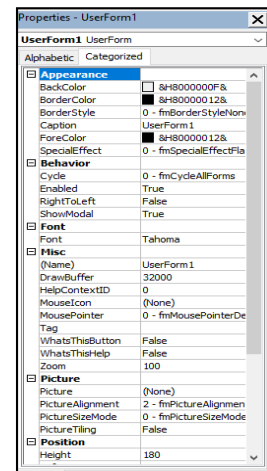 Properties - UserForm1
UserForm1 UserForm
Alphabetic Categorized
Appearance
BackColor &H8000000F&
BorderColor &H80000012&
BorderStyle 0 - fmBorderStyleNon
Caption UserForm1
ForeColor &H80000012&
SpecialEffect 0 - fmSpecialEffectFla
Behavior
Cycle 0 - fmCycleAllForms
Enabled True
RightToLeft False
ShowModal True
Font
Font Tahoma
Misc
(Name) UserForm1
DrawBuffer 32000
HelpContextID 0
MouseIcon (None)
MousePointer 0 - fmMousePointerDe
Tag
WhatsThisButton False
WhatsThisHelp False
Zoom 100
Picture
Picture (None)
PictureAlignment 2 - fmPictureAlignmen
PictureSizeMode 0 - fmPictureSizeMode
PictureTiling False
Position
Height 180